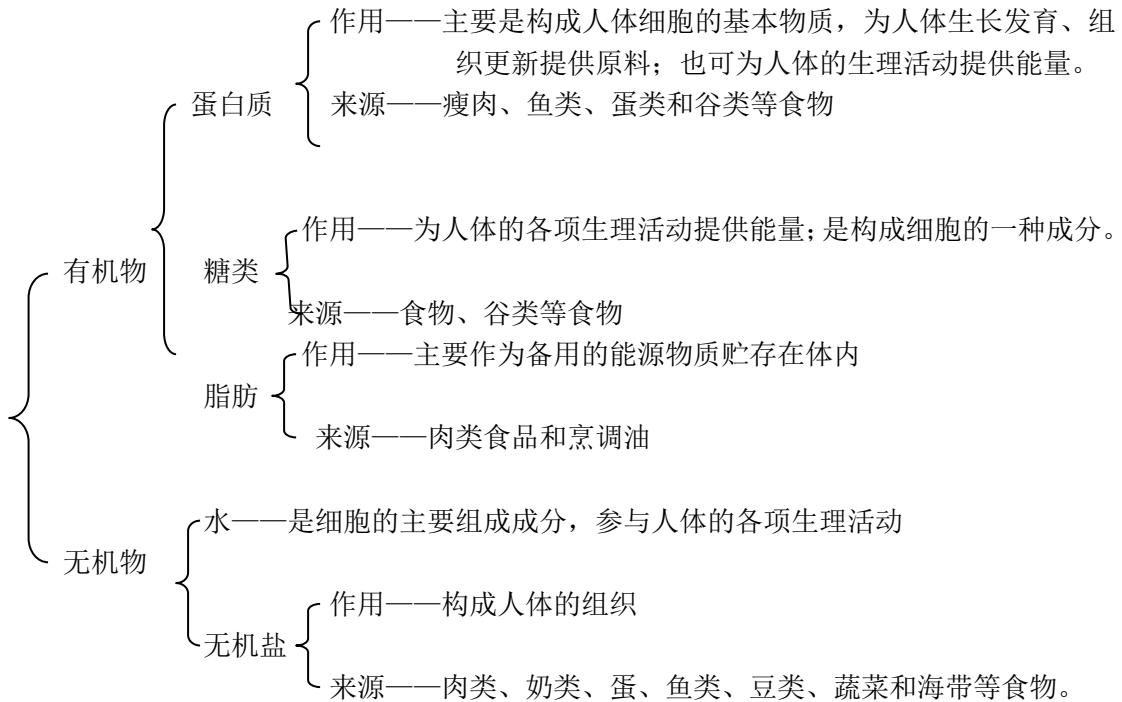 作用——主要是构成人体细胞的基本物质，为人体生长发育、组
织更新提供原料；也可为人体的生理活动提供能量。
蛋白质
来源——瘦肉、鱼类、蛋类和谷类等食物
作用——为人体的各项生理活动提供能量；是构成细胞的一种成分。
有机物
糖类
来源——食物、谷类等食物
作用——主要作为备用的能源物质贮存在体内
脂肪
来源——肉类食品和烹调油
水——是细胞的主要组成成分，参与人体的各项生理活动
无机物
作用——构成人体的组织
无机盐
来源——肉类、奶类、蛋、鱼类、豆类、蔬菜和海带等食物。